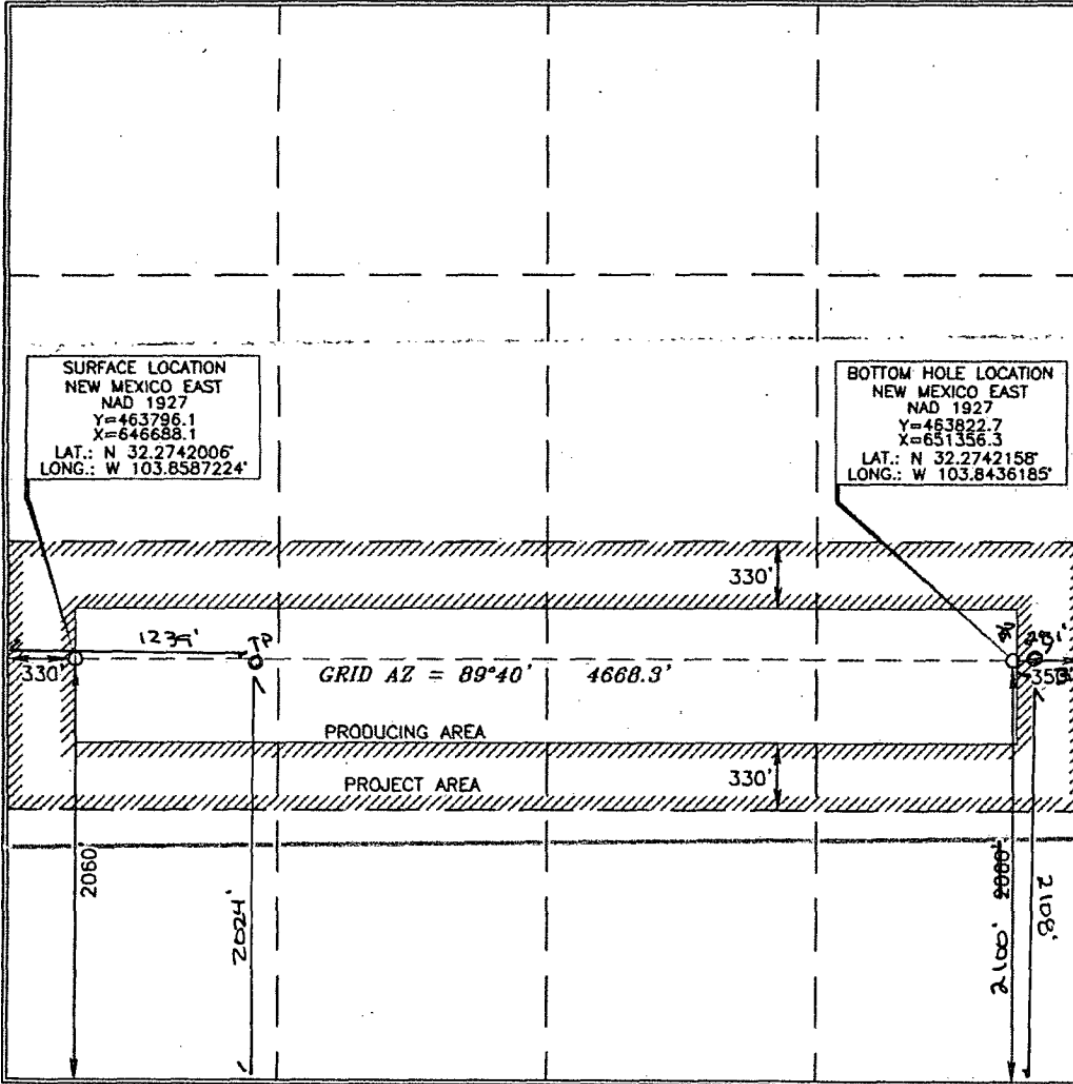 SURFACE LOCATION
NEW MEXICO EAST
NAD 1927
Y=463796.1
X=646688.1
LAT.: N 32.2742006°
LONG.: W 103.8587224°
BOTTOM HOLE LOCATION
NEW MEXICO EAST
NAD 1927
Y=463822.7
X=651356.3
LAT.: N 32.2742158°
LONG.: W 103.8436185°
330'
1239'
TP
330'
GRID AZ = 89°40' 4668.3'
PRODUCING AREA
PROJECT AREA
330'
2060
2024'
2100'
2108'